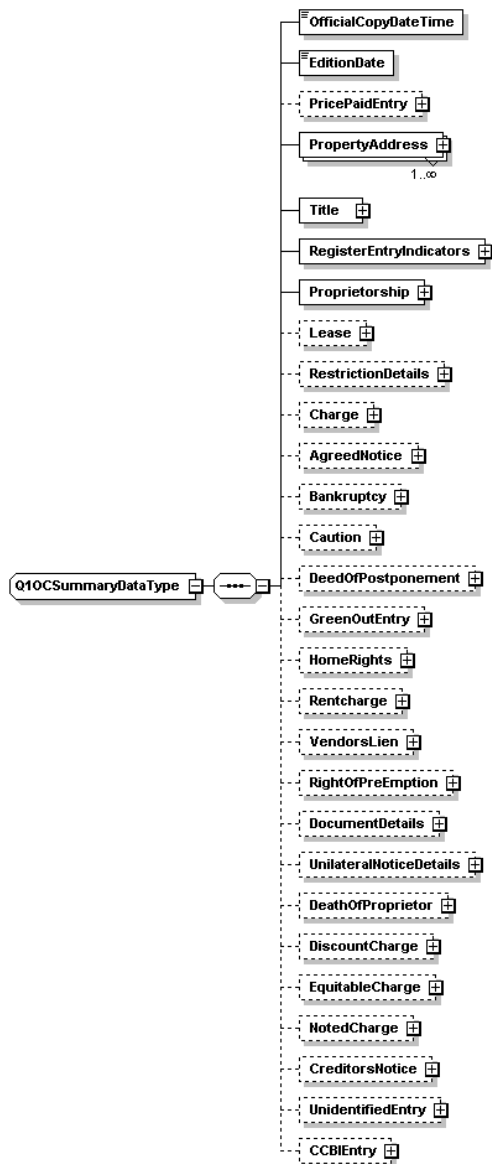 OfficialCopyDateTime
EditionDate
PricePaidEntry
PropertyAddress
1..∞
Title
RegisterEntryIndicators
Proprietorship
Lease
RestrictionDetails
Charge
AgreedNotice
Bankruptcy
Caution
Q1OCSummaryDataType
DeedOfPostponement
GreenOutEntry
HomeRights
Rentcharge
VendorsLien
RightOfPreEmption
DocumentDetails
UnilateralNoticeDetails
DeathOfProprietor
DiscountCharge
EquitableCharge
NotedCharge
CreditorsNotice
UnidentifiedEntry
CCBIEntry